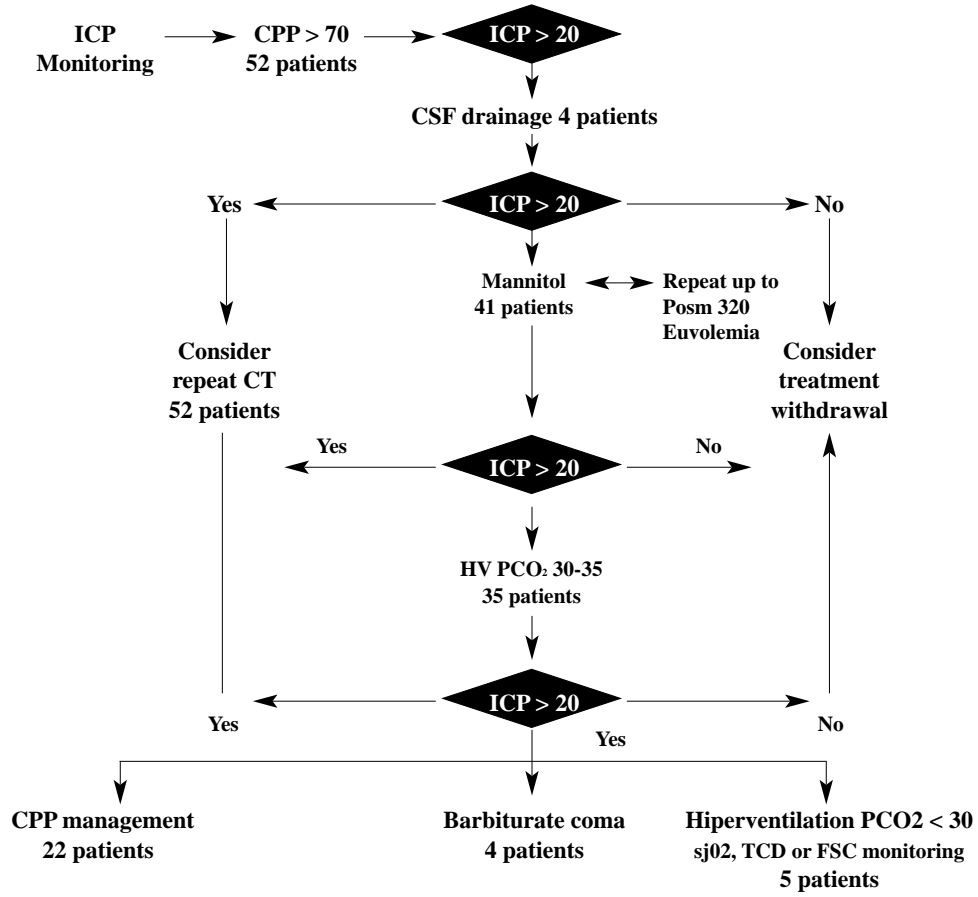 ICP
Monitoring
CPP > 70
52 patients
ICP > 20
CSF drainage 4 patients
Yes
ICP > 20
No
Mannitol
41 patients
Repeat up to
Posm 320
Euvolemia
Consider
repeat CT
52 patients
Consider
treatment
withdrawal
Yes
ICP > 20
No
HV PCO₂ 30-35
35 patients
ICP > 20
Yes
No
Yes
CPP management
22 patients
Barbiturate coma
4 patients
Hiperventilation PCO2 < 30
sj02, TCD or FSC monitoring
5 patients